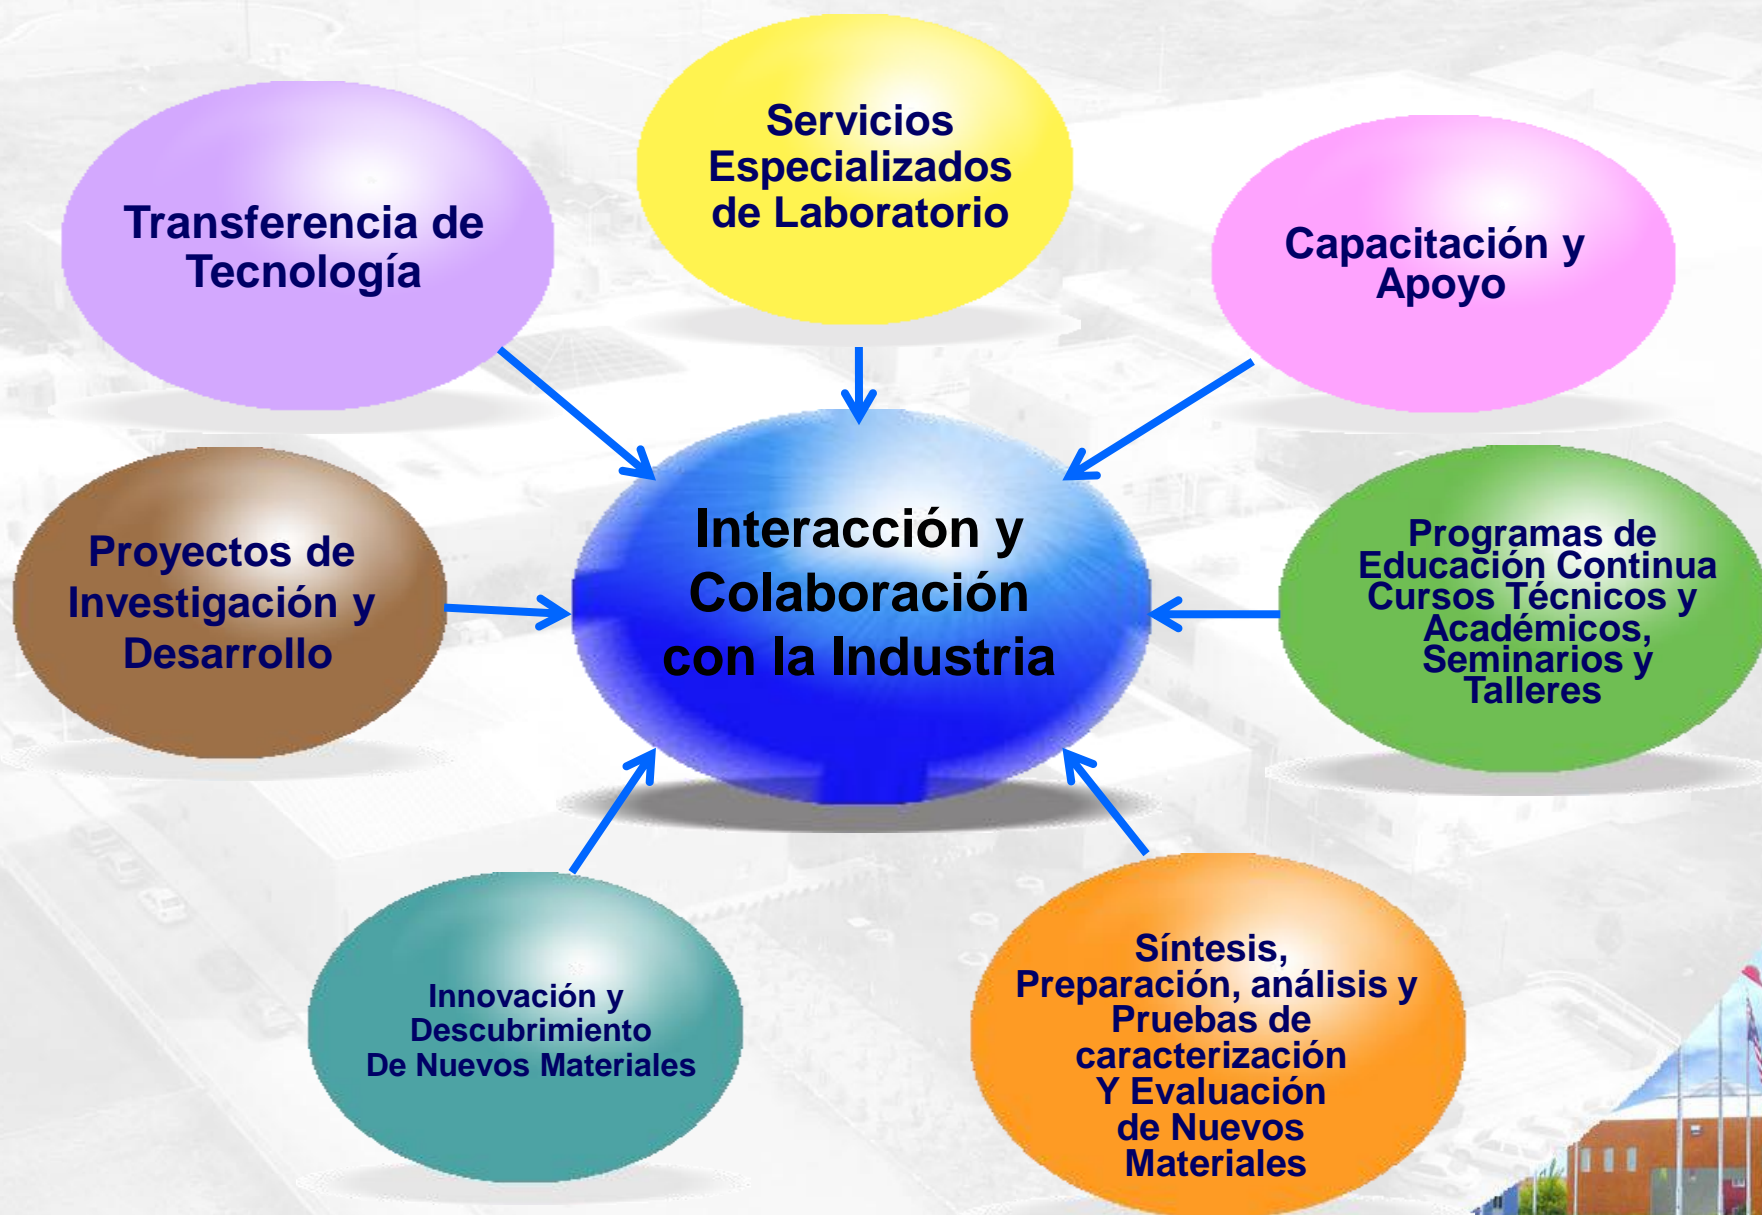 Servicios
Especializados
de Laboratorio
Transferencia de
Tecnología
Capacitación y
Apoyo
Interacción y
Colaboración
con la Industria
Proyectos de
Investigación y
Desarrollo
Programas de
Educación Continua
Cursos Técnicos y
Académicos,
Seminarios y
Talleres
Innovación y
Descubrimiento
De Nuevos Materiales
Síntesis,
Preparación, análisis y
Pruebas de
caracterización
Y Evaluación
de Nuevos
Materiales